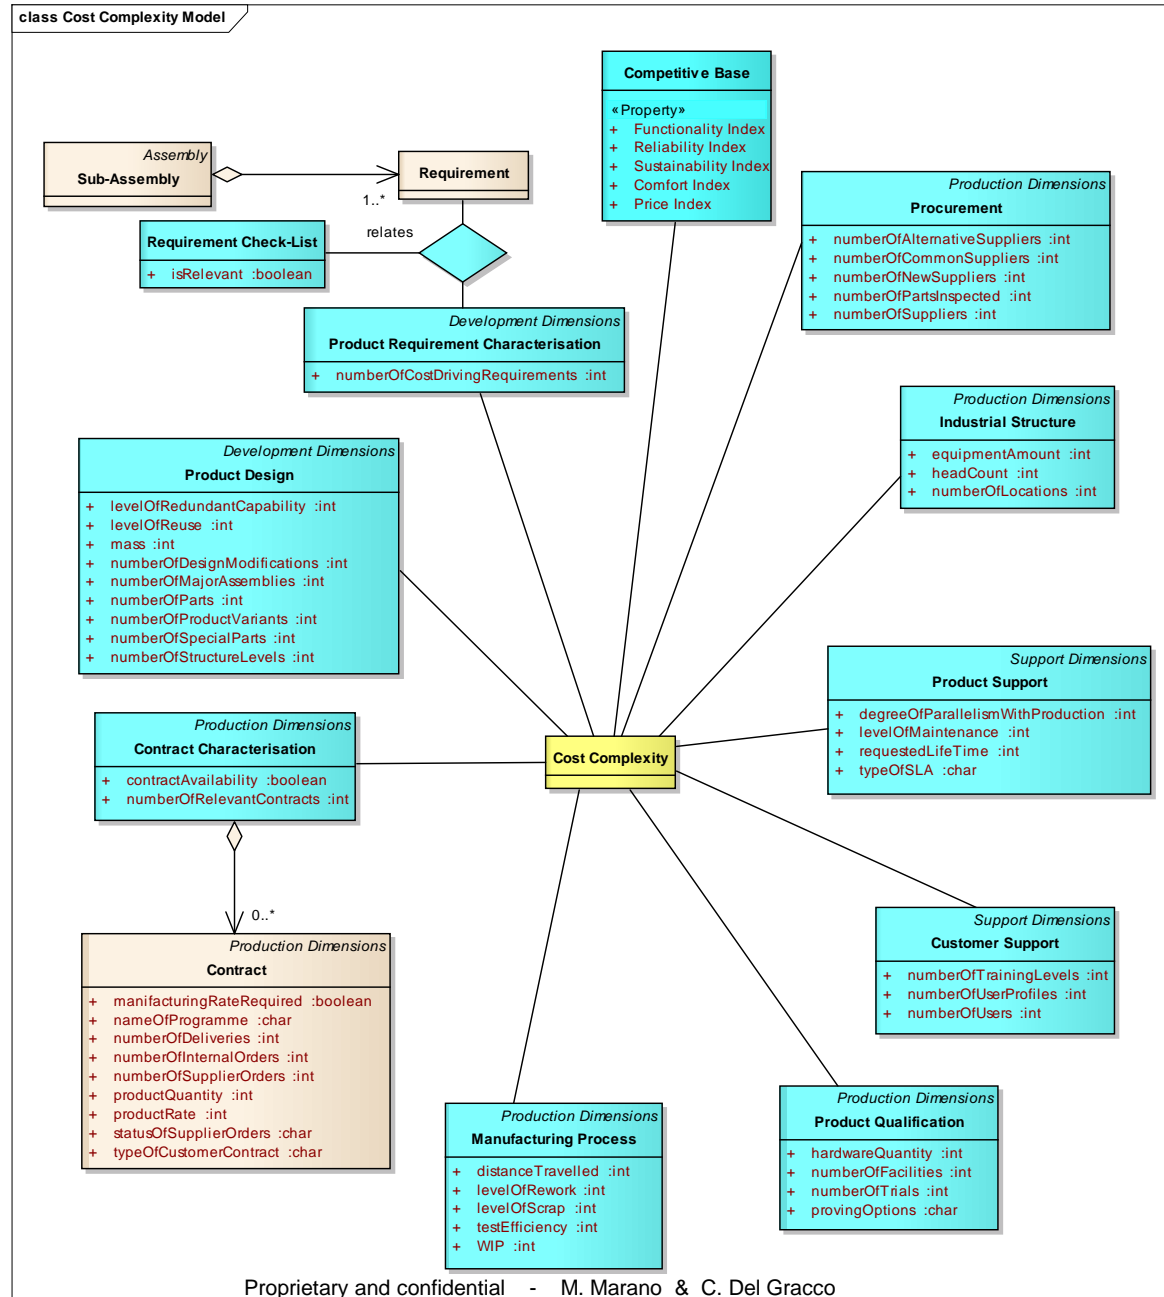 class Cost Complexity Model
Competitive Base
«Property»
+ Functionality Index
+ Reliability Index
+ Sustainability Index
+ Comfort Index
+ Price Index
Assembly
Sub-Assembly
Requirement
1..*
relates
Requirement Check-List
+ isRelevant :boolean
Production Dimensions
Procurement
+ numberOfAlternativeSuppliers :int
+ numberOfCommonSuppliers :int
+ numberOfNewSuppliers :int
+ numberOfPartsInspected :int
+ numberOfSuppliers :int
Development Dimensions
Product Requirement Characterisation
+ numberOfCostDrivingRequirements :int
Production Dimensions
Industrial Structure
+ equipmentAmount :int
+ headCount :int
+ numberOfLocations :int
Development Dimensions
Product Design
+ levelOfRedundantCapability :int
+ levelOfReuse :int
+ mass :int
+ numberOfDesignModifications :int
+ numberOfMajorAssemblies :int
+ numberOfParts :int
+ numberOfProductVariants :int
+ numberOfSpecialParts :int
+ numberOfStructureLevels :int
Support Dimensions
Product Support
+ degreeOfParallelismWithProduction :int
+ levelOfMaintenance :int
+ requestedLifeTime :int
+ typeOfSLA :char
Production Dimensions
Contract Characterisation
+ contractAvailability :boolean
+ numberOfRelevantContracts :int
Cost Complexity
0..*
Production Dimensions
Contract
+ manifacturingRateRequired :boolean
+ nameOfProgramme :char
+ numberOfDeliveries :int
+ numberOfInternalOrders :int
+ numberOfSupplierOrders :int
+ productQuantity :int
+ productRate :int
+ statusOfSupplierOrders :char
+ typeOfCustomerContract :char
Support Dimensions
Customer Support
+ numberOfTrainingLevels :int
+ numberOfUserProfiles :int
+ numberOfUsers :int
Production Dimensions
Manufacturing Process
+ distanceTravelled :int
+ levelOfRework :int
+ levelOfScrap :int
+ testEfficiency :int
+ WIP :int
Production Dimensions
Product Qualification
+ hardwareQuantity :int
+ numberOfFacilities :int
+ numberOfTrials :int
+ provingOptions :char
Proprietary and confidential - M. Marano & C. Del Gracco